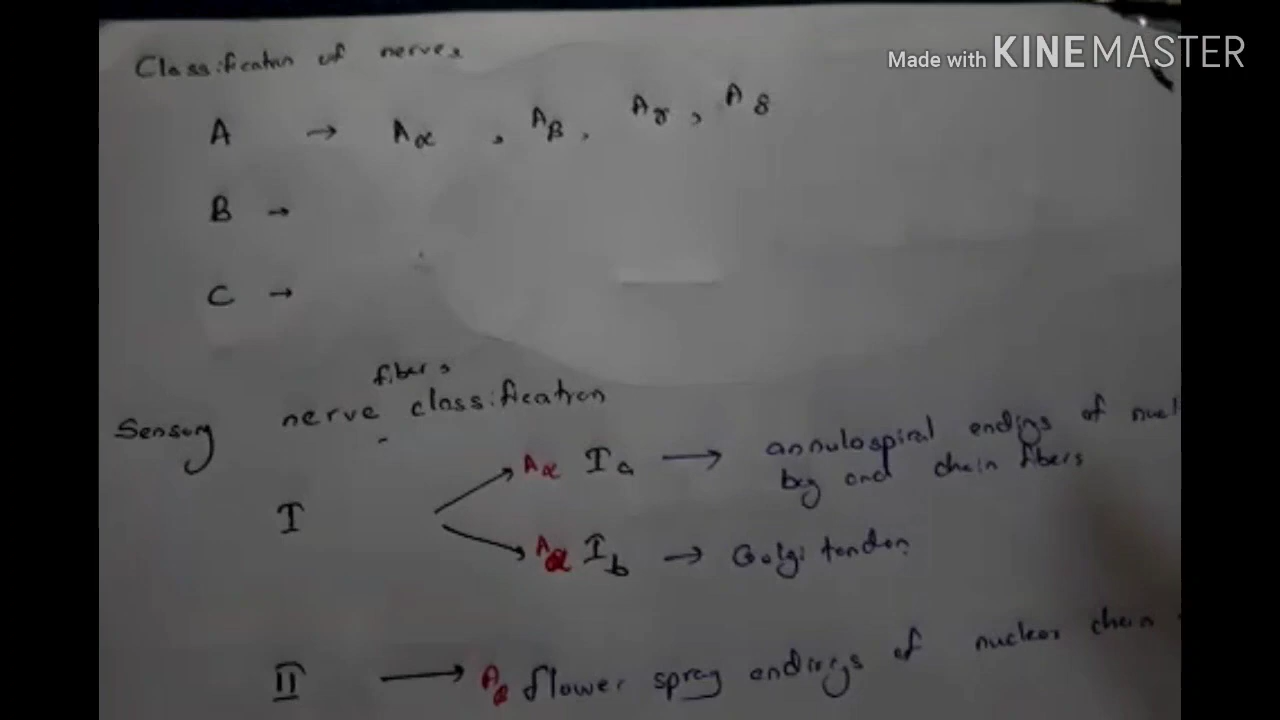 Classification of nerves
Made with KINEMASTER
A → Aα , Aβ , Aγ , Aδ
B →
C →
fibers
Sensory nerve classification
Aα Ia → annulospiral endings of nucl
bag and chain fibers
I
Aα Ib → Golgi tendon
II → Aβ flower spray endings of nuclear chain